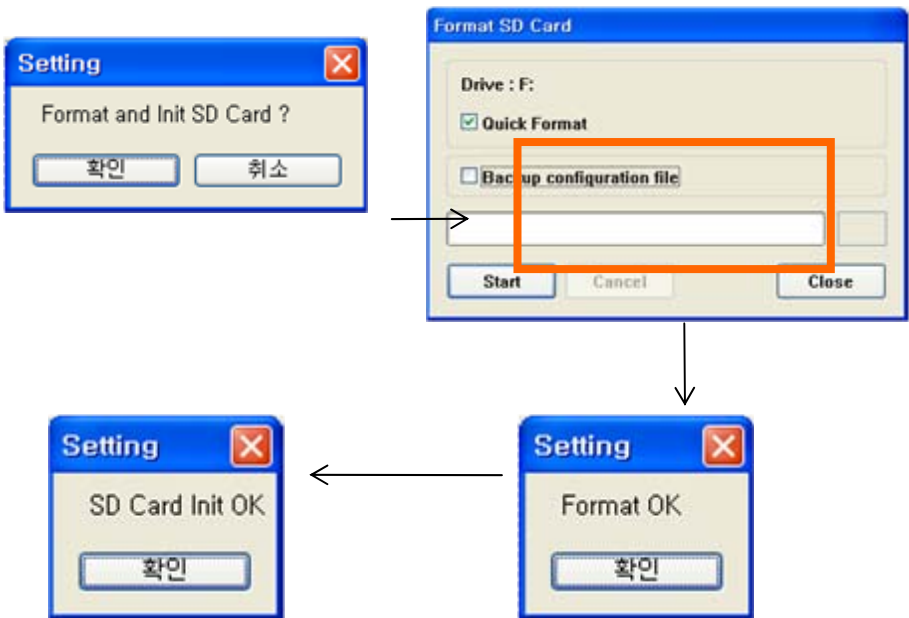 Setting
Format and Init SD Card ?
확인 취소
Format SD Card
Drive : F:
Quick Format
Backup configuration file
Start Cancel Close
Setting
SD Card Init OK
확인
Setting
Format OK
확인